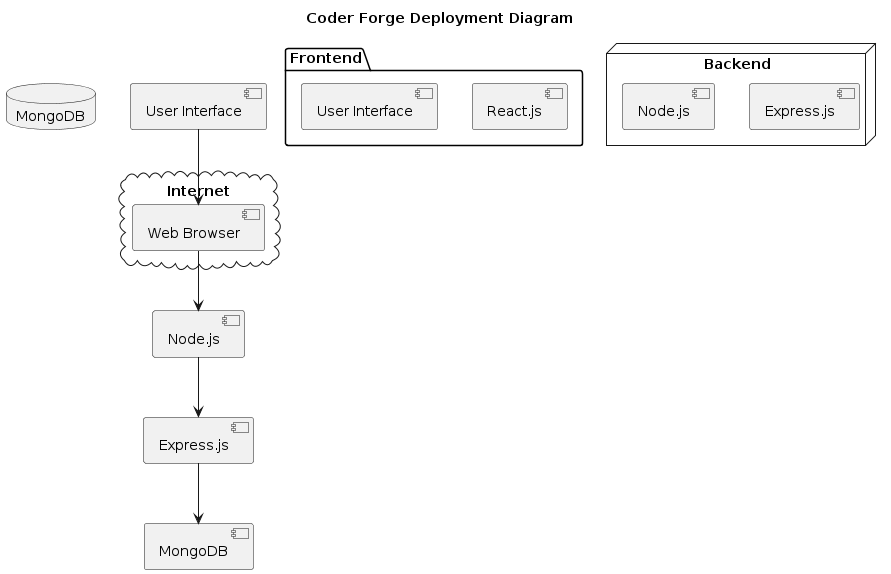 Coder Forge Deployment Diagram
Frontend
Backend
MongoDB
User Interface
User Interface
React.js
Node.js
Express.js
Internet
Web Browser
Node.js
Express.js
MongoDB